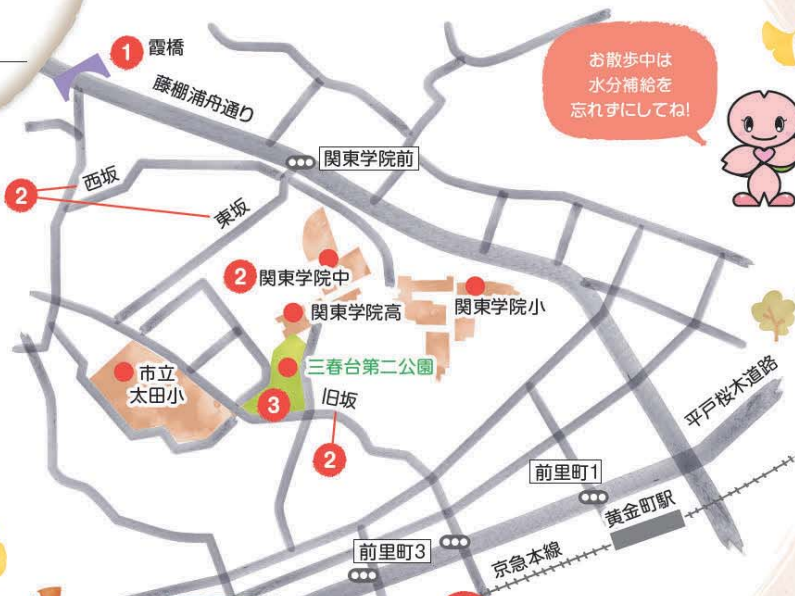 1 霞橋
藤棚浦舟通り
お散歩中は
水分補給を
忘れずにしてね!
関東学院前
2
西坂
東坂
2 関東学院中
関東学院高
関東学院小
市立
太田小
三春台第二公園
3
旧坂
2
平戸桜木道路
前里町1
黄金町駅
前里町3
京急本線